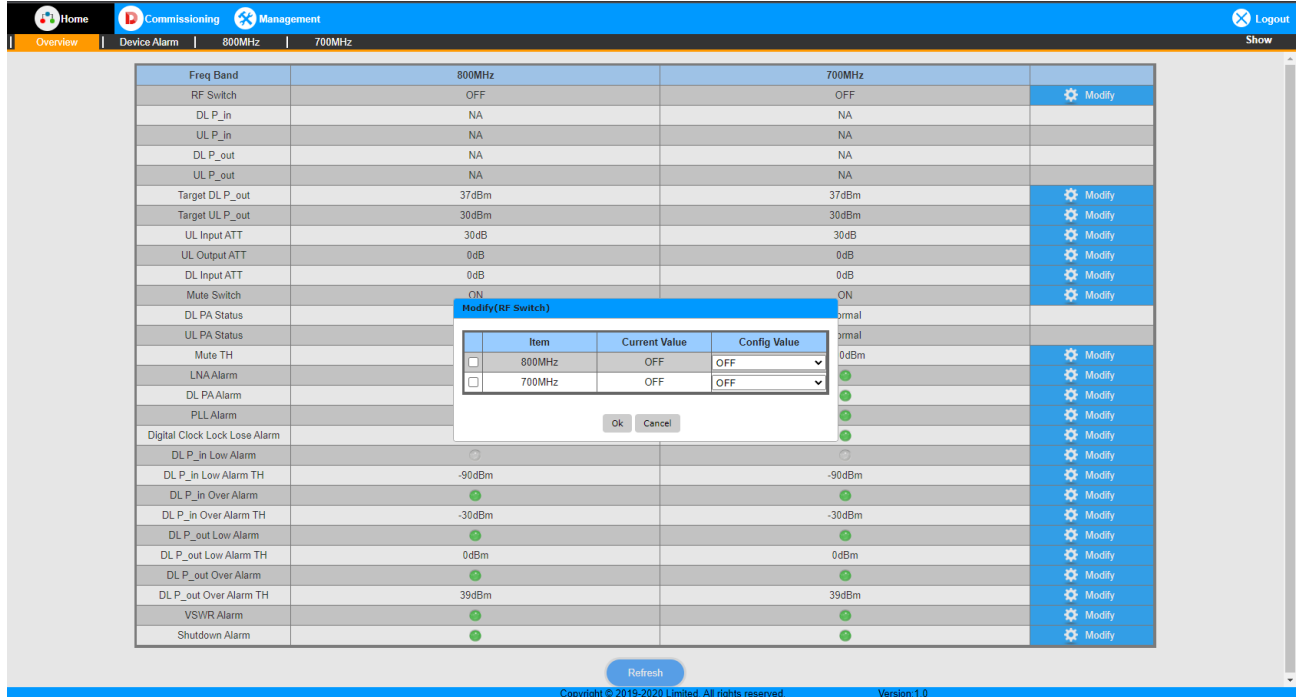 Home Commissioning Management Logout
Overview Device Alarm 800MHz 700MHz Show
Freq Band 800MHz 700MHz
RF Switch OFF OFF Modify
DL P_in NA NA
UL P_in NA NA
DL P_out NA NA
UL P_out NA NA
Target DL P_out 37dBm 37dBm Modify
Target UL P_out 30dBm 30dBm Modify
UL Input ATT 30dB 30dB Modify
UL Output ATT 0dB 0dB Modify
DL Input ATT 0dB 0dB Modify
Mute Switch ON ON Modify
DL PA Status
UL PA Status
Mute TH 0dBm Modify
LNA Alarm Modify
DL PA Alarm Modify
PLL Alarm Modify
Digital Clock Lock Lose Alarm Modify
Modify(RF Switch)
Item Current Value Config Value
800MHz OFF OFF
700MHz OFF OFF
Ok Cancel
DL P_in Low Alarm Modify
DL P_in Low Alarm TH -90dBm -90dBm Modify
DL P_in Over Alarm Modify
DL P_in Over Alarm TH -30dBm -30dBm Modify
DL P_out Low Alarm Modify
DL P_out Low Alarm TH 0dBm 0dBm Modify
DL P_out Over Alarm Modify
DL P_out Over Alarm TH 39dBm 39dBm Modify
VSWR Alarm Modify
Shutdown Alarm Modify
Refresh
Copyright © 2019-2020 Limited. All rights reserved. Version:1.0